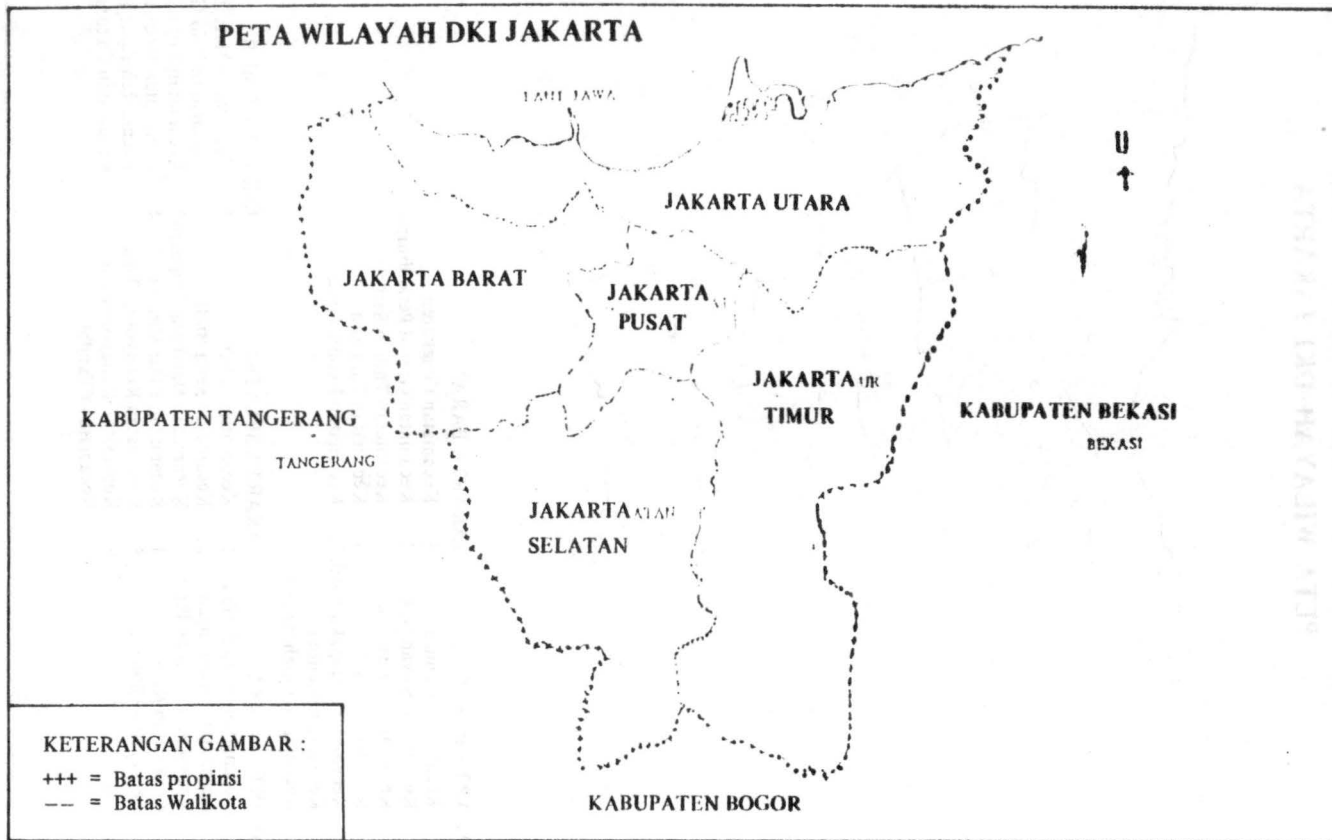 PETA WILAYAH DKI JAKARTA
LAUT JAWA
U
JAKARTA UTARA
JAKARTA BARAT
JAKARTA
PUSAT
JAKARTA
TIMUR
KABUPATEN TANGERANG
TANGERANG
KABUPATEN BEKASI
BEKASI
JAKARTA
SELATAN
KETERANGAN GAMBAR :
+++ = Batas propinsi
--- = Batas Walikota
KABUPATEN BOGOR